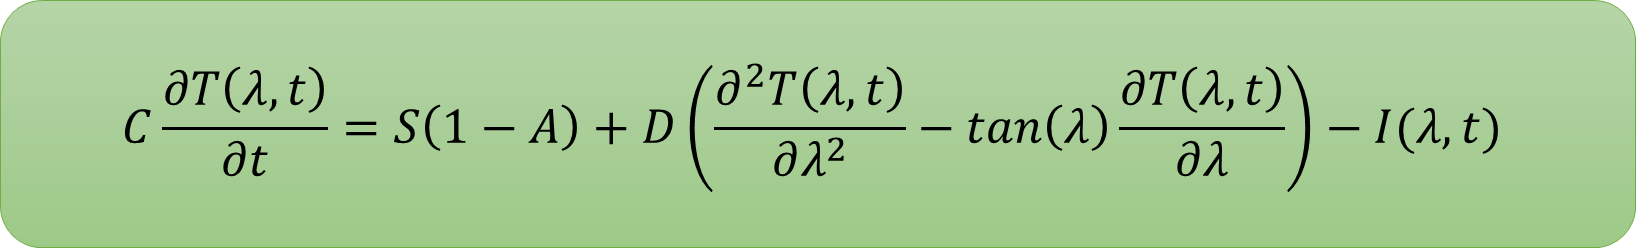 C ∂T(λ, t)/∂t = S(1 − A) + D (∂²T(λ, t)/∂λ² − tan(λ) ∂T(λ, t)/∂λ) − I(λ, t)